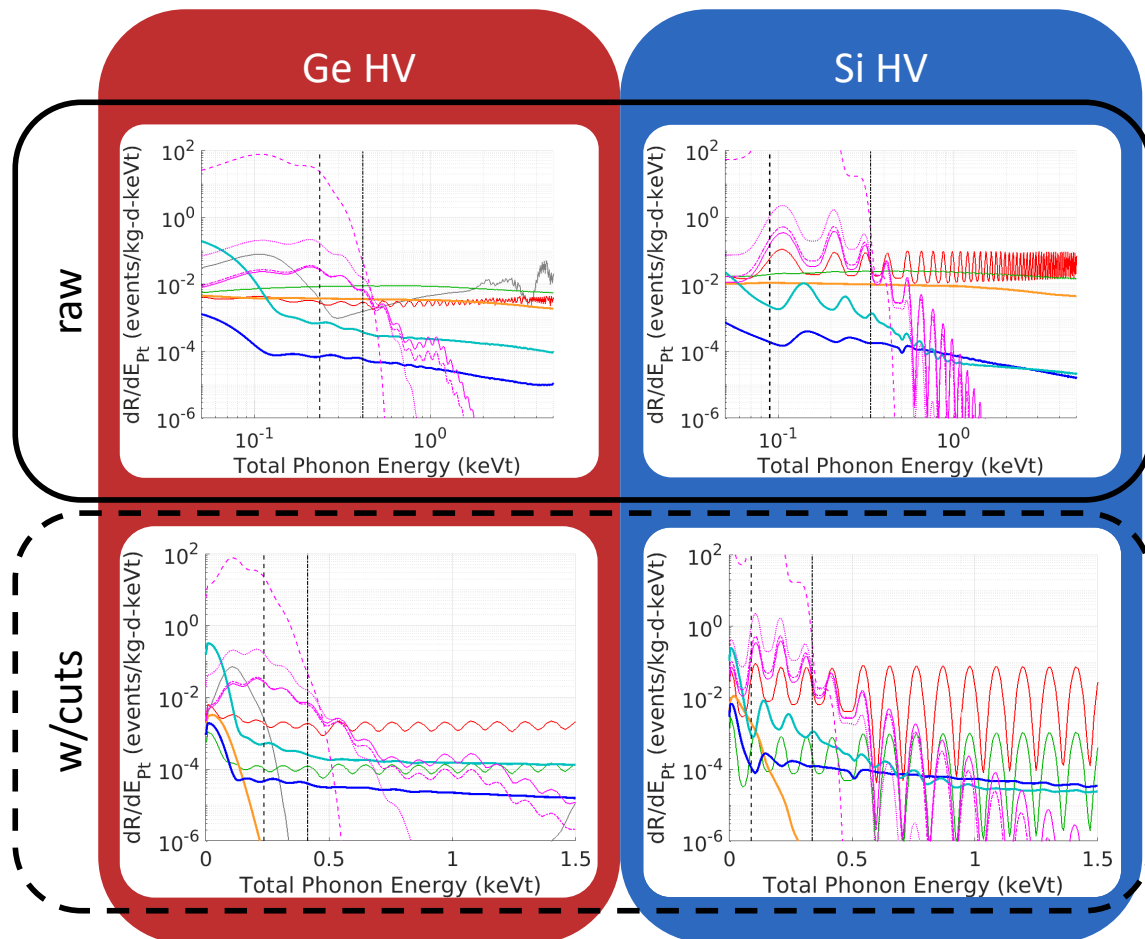 Ge HV
Si HV
raw
10^2
10^0
10^-2
10^-4
10^-6
dR/dE_Pt (events/kg-d-keVt)
10^-1
10^0
Total Phonon Energy (keVt)
10^2
10^0
10^-2
10^-4
10^-6
dR/dE_Pt (events/kg-d-keVt)
10^-1
10^0
Total Phonon Energy (keVt)
w/cuts
10^2
10^0
10^-2
10^-4
10^-6
dR/dE_Pt (events/kg-d-keVt)
0 0.5 1 1.5
Total Phonon Energy (keVt)
10^2
10^0
10^-2
10^-4
10^-6
dR/dE_Pt (events/kg-d-keVt)
0 0.5 1 1.5
Total Phonon Energy (keVt)